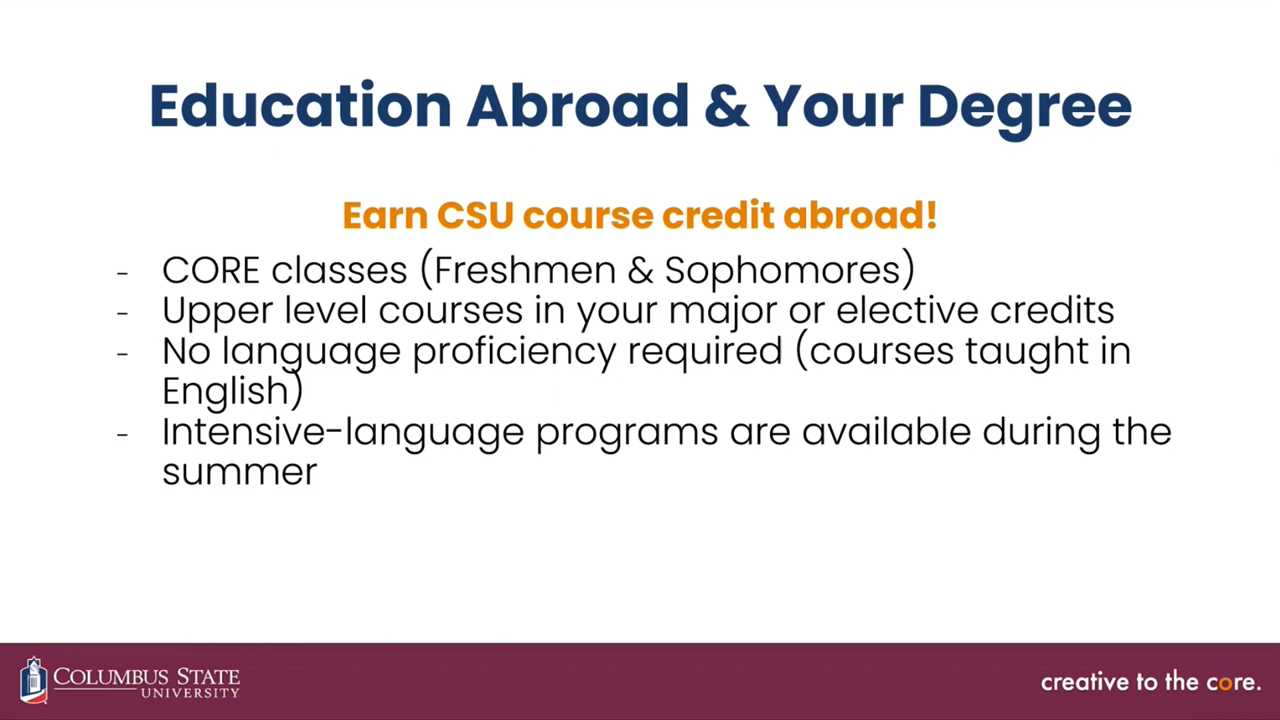 Education Abroad & Your Degree
Earn CSU course credit abroad!
- CORE classes (Freshmen & Sophomores)
- Upper level courses in your major or elective credits
- No language proficiency required (courses taught in
English)
- Intensive-language programs are available during the
summer
COLUMBUS STATE
UNIVERSITY
creative to the core.